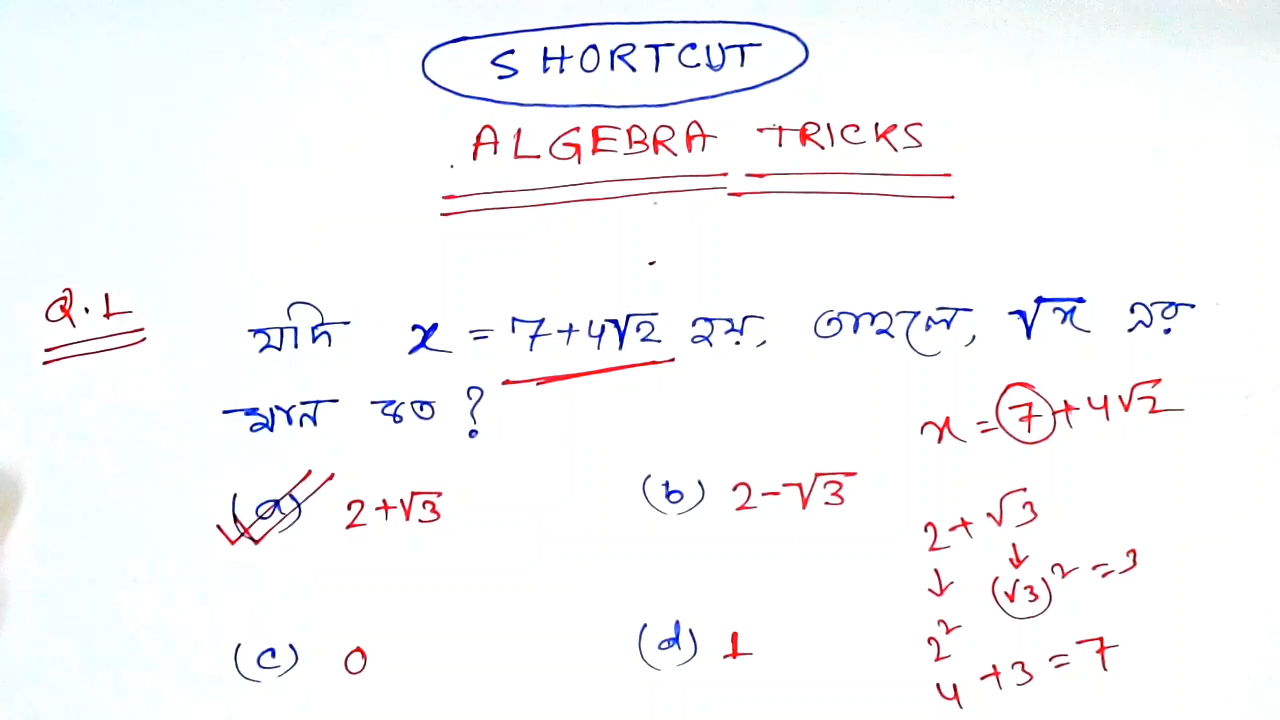 SHORTCUT
ALGEBRA TRICKS
Q.1 যদি x = 7+4√2 হয়, তাহলে, √x এর
মান কত ?
x = 7+4√2
(a) 2+√3 (b) 2-√3
2+√3
↓ ↓
2² (√3)² = 3
4+3=7
(c) 0 (d) 1